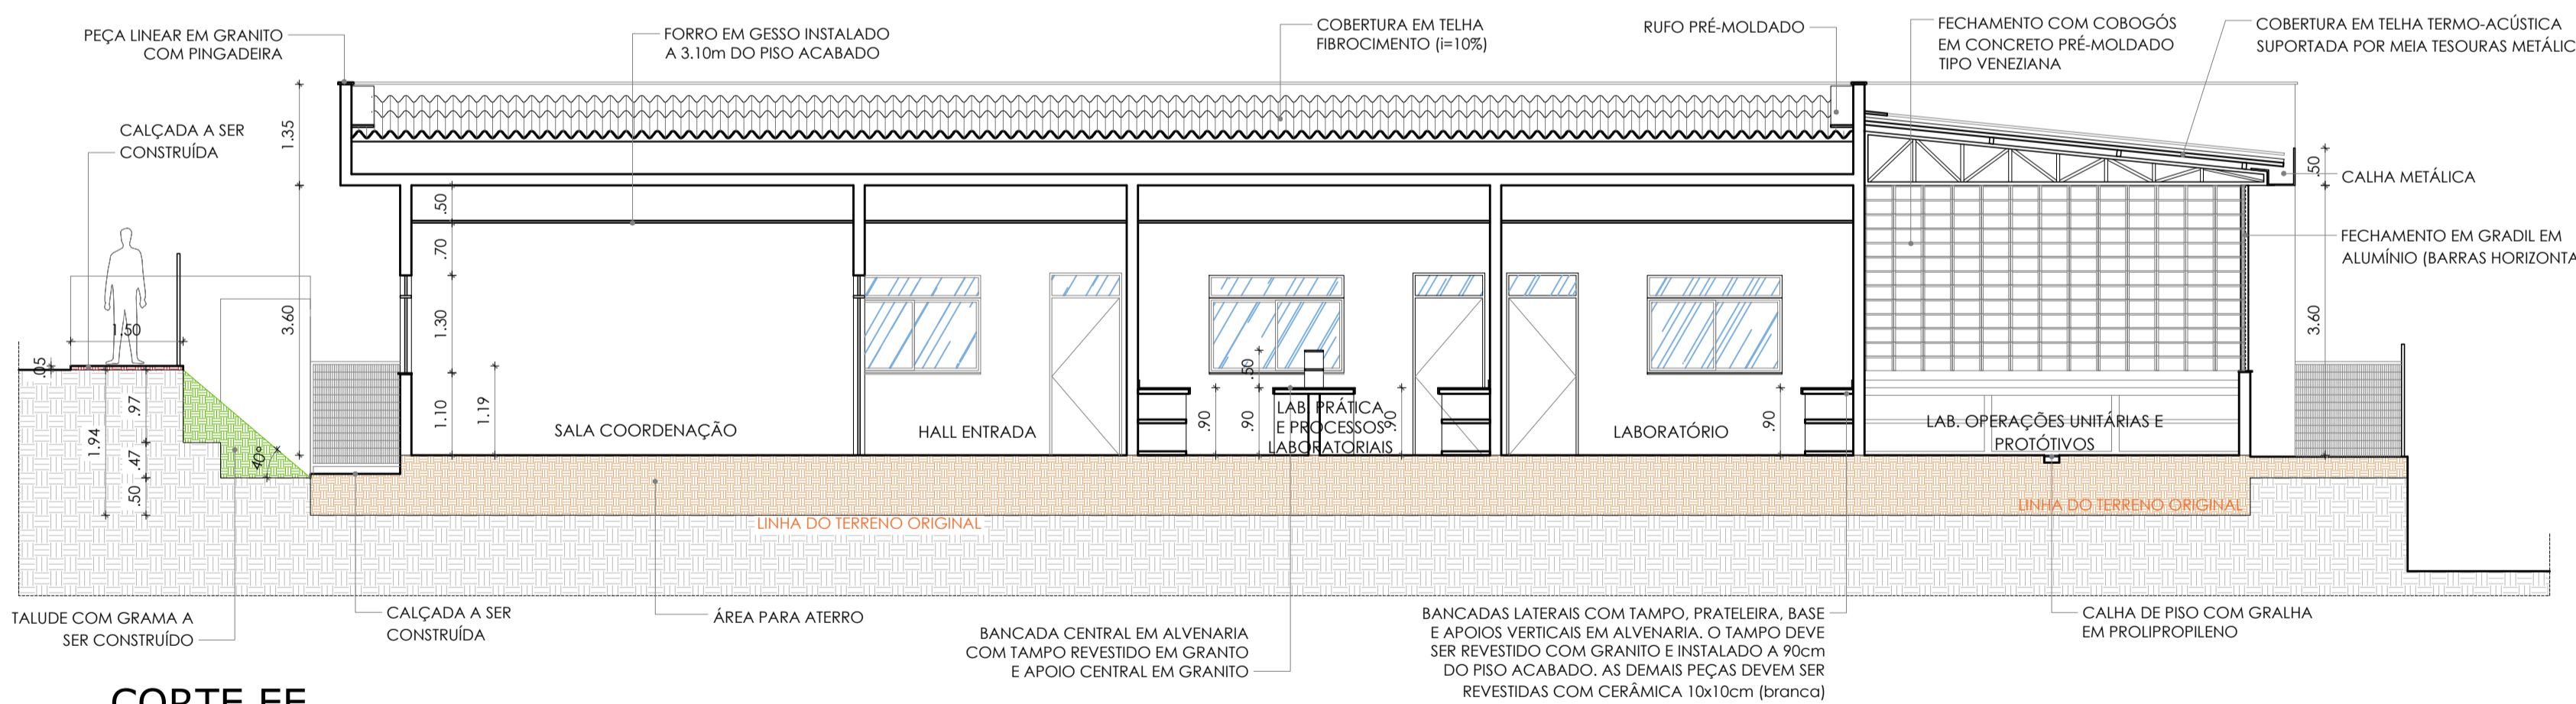 PEÇA LINEAR EM GRANITO
COM PINGADEIRA
FORRO EM GESSO INSTALADO
A 3.10m DO PISO ACABADO
COBERTURA EM TELHA
FIBROCIMENTO (i=10%)
RUFO PRÉ-MOLDADO
FECHAMENTO COM COBOGÓS
EM CONCRETO PRÉ-MOLDADO
TIPO VENEZIANA
COBERTURA EM TELHA TERMO-ACÚSTICA
SUPORTADA POR MEIA TESOURAS METÁLIC
CALÇADA A SER
CONSTRUÍDA
1.35
.50
CALHA METÁLICA
.50
.70
FECHAMENTO EM GRADIL EM
ALUMÍNIO (BARRAS HORIZONTA
1.50
3.60
1.30
3.60
.05
.50
.97
1.94
.47
.50
40°
1.10
1.19
.90
.90
.90
.90
SALA COORDENAÇÃO
HALL ENTRADA
LAB. PRÁTICA
E PROCESSOS
LABORATORIAIS
LABORATÓRIO
LAB. OPERAÇÕES UNITÁRIAS E
PROTÓTIVOS
LINHA DO TERRENO ORIGINAL
LINHA DO TERRENO ORIGINAL
TALUDE COM GRAMA A
SER CONSTRUÍDO
CALÇADA A SER
CONSTRUÍDA
ÁREA PARA ATERRO
BANCADA CENTRAL EM ALVENARIA
COM TAMPO REVESTIDO EM GRANTO
E APOIO CENTRAL EM GRANITO
BANCADAS LATERAIS COM TAMPO, PRATELEIRA, BASE
E APOIOS VERTICAIS EM ALVENARIA. O TAMPO DEVE
SER REVESTIDO COM GRANITO E INSTALADO A 90cm
DO PISO ACABADO. AS DEMAIS PEÇAS DEVEM SER
REVESTIDAS COM CERÂMICA 10x10cm (branca)
CALHA DE PISO COM GRALHA
EM PROLIPROPILENO
CORTE